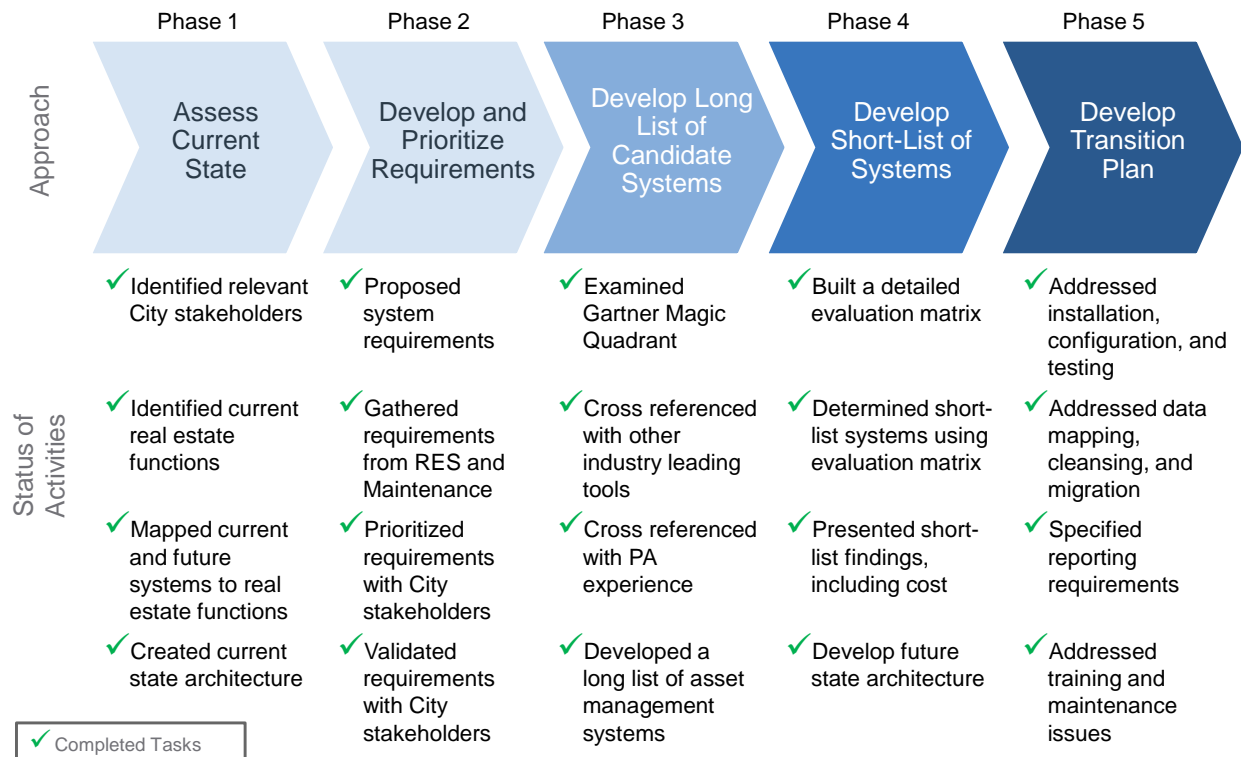 Phase 1
Phase 2
Phase 3
Phase 4
Phase 5
Approach
Assess
Current
State
Develop and
Prioritize
Requirements
Develop Long
List of
Candidate
Systems
Develop
Short-List of
Systems
Develop
Transition
Plan
Status of
Activities
✓ Identified relevant
City stakeholders
✓ Identified current
real estate
functions
✓ Mapped current
and future
systems to real
estate functions
✓ Created current
state architecture
✓ Proposed
system
requirements
✓ Gathered
requirements
from RES and
Maintenance
✓ Prioritized
requirements
with City
stakeholders
✓ Validated
requirements
with City
stakeholders
✓ Examined
Gartner Magic
Quadrant
✓ Cross referenced
with other
industry leading
tools
✓ Cross referenced
with PA
experience
✓ Developed a
long list of asset
management
systems
✓ Built a detailed
evaluation matrix
✓ Determined short-
list systems using
evaluation matrix
✓ Presented short-
list findings,
including cost
✓ Develop future
state architecture
✓ Addressed
installation,
configuration, and
testing
✓ Addressed data
mapping,
cleansing, and
migration
✓ Specified
reporting
requirements
✓ Addressed
training and
maintenance
issues
✓ Completed Tasks